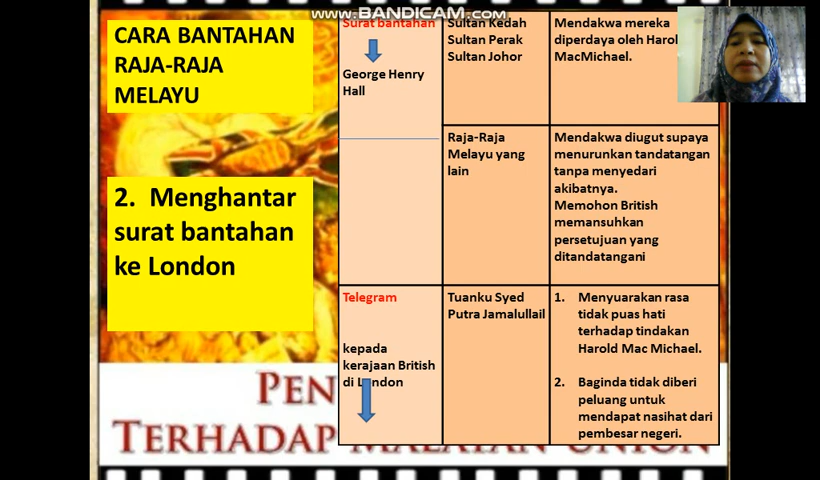 www.BANDICAM.com
CARA BANTAHAN
RAJA-RAJA
MELAYU
2. Menghantar
surat bantahan
ke London
Surat bantahan
George Henry
Hall
Sultan Kedah
Sultan Perak
Sultan Johor
Mendakwa mereka
diperdaya oleh
MacMichael.
Raja-Raja
Melayu yang
lain
Mendakwa diugut supaya
menurunkan tandatangan
tanpa menyedari
akibatnya.
Memohon British
memansuhkan
persetujuan yang
ditandatangani
Telegram
kepada
kerajaan British
di London
Tuanku Syed
Putra Jamalullail
1. Menyuarakan rasa
tidak puas hati
terhadap tindakan
Harold Mac Michael.
2. Baginda tidak diberi
peluang untuk
mendapat nasihat dari
pembesar negeri.
TERHADAP MALAYAN UNION